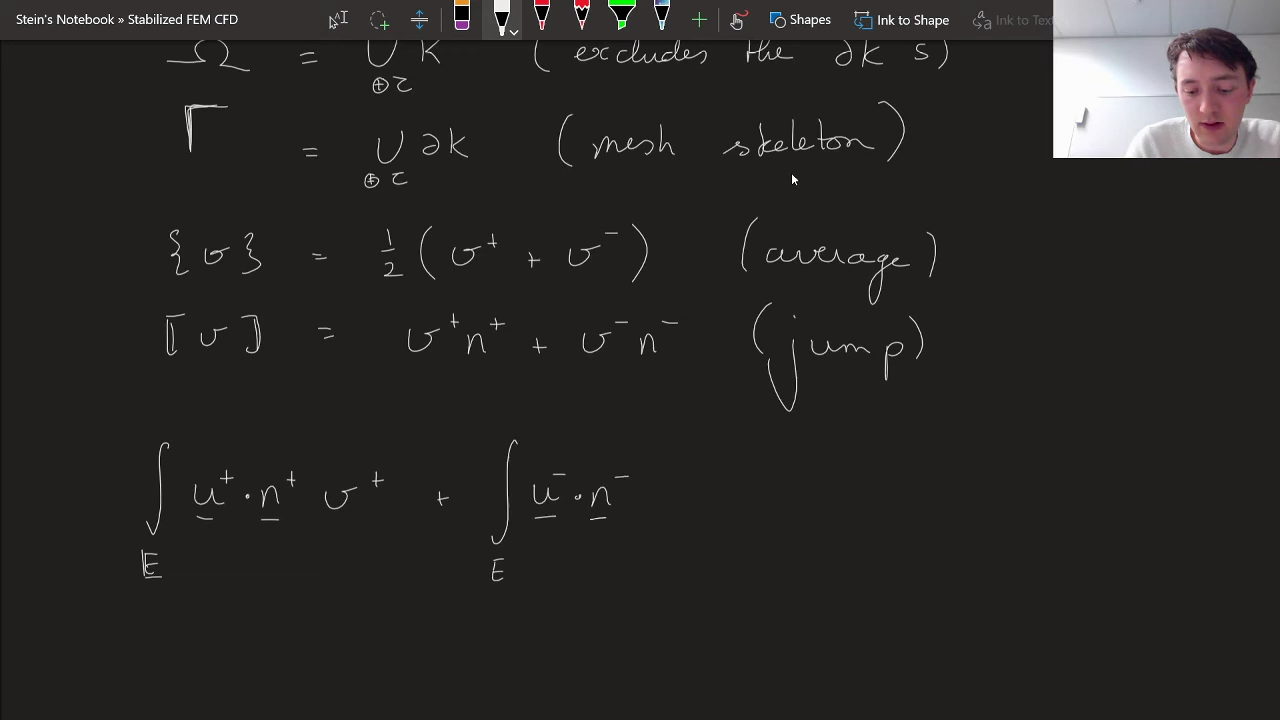 Stein's Notebook » Stabilized FEM CFD Shapes Ink to Shape Ink to Text
Ω = ∪ K (excludes the ∂K s)
⊕ τ
Γ = ∪ ∂K (mesh skeleton)
⊕ τ
{v} = 1/2 (v⁺ + v⁻) (average)
⟦v⟧ = v⁺n⁺ + v⁻n⁻ (jump)
∫ u⁺ · n⁺ v⁺ + ∫ u⁻ · n⁻
E E